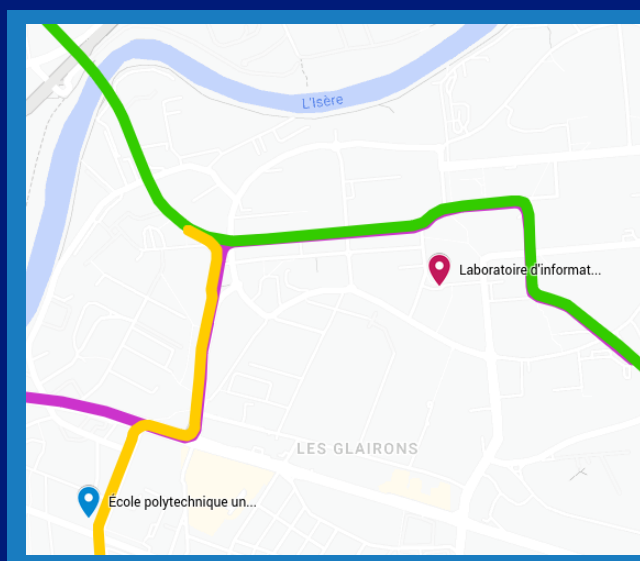 L'Isère
Laboratoire d'informat...
LES GLAIRONS
École polytechnique un...